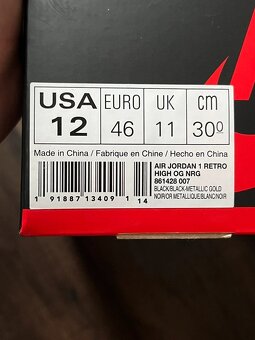 USA EURO UK cm
12 46 11 30º
Made in China / Fabrique en Chine / Hecho en China
AIR JORDAN 1 RETRO
HIGH OG NRG
861428 007
BLACK/BLACK-METALLIC GOLD
NOIR/OR METALLIQUE/BLANC/NOIR
1 91887 13409 1 14